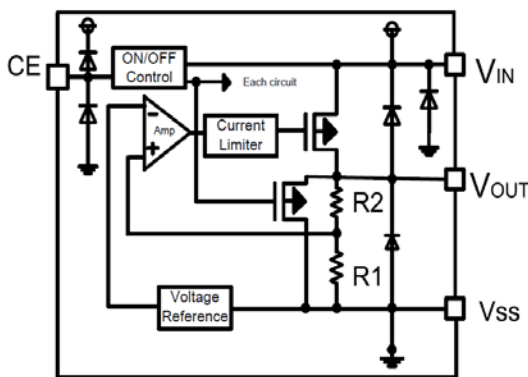 CE
ON/OFF
Control
Each circuit
VIN
-
Amp
+
Current
Limiter
VOUT
R2
R1
Voltage
Reference
VSS